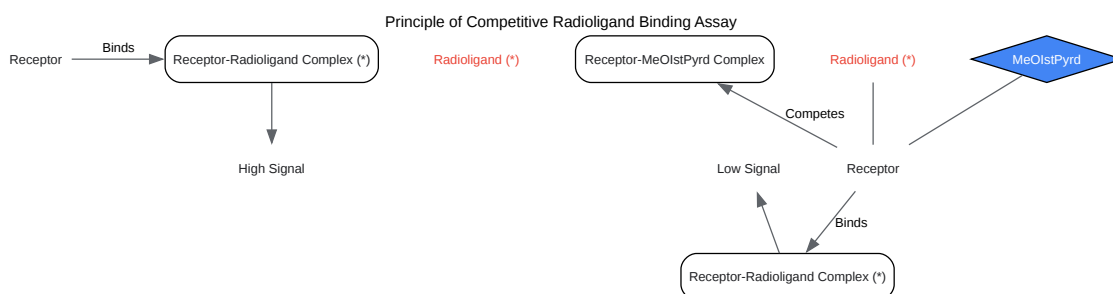 Principle of Competitive Radioligand Binding Assay
Receptor
Binds
Receptor-Radioligand Complex (*)
Radioligand (*)
Receptor-MeOIstPyrd Complex
Radioligand (*)
MeOIstPyrd
Competes
High Signal
Low Signal
Receptor
Binds
Receptor-Radioligand Complex (*)